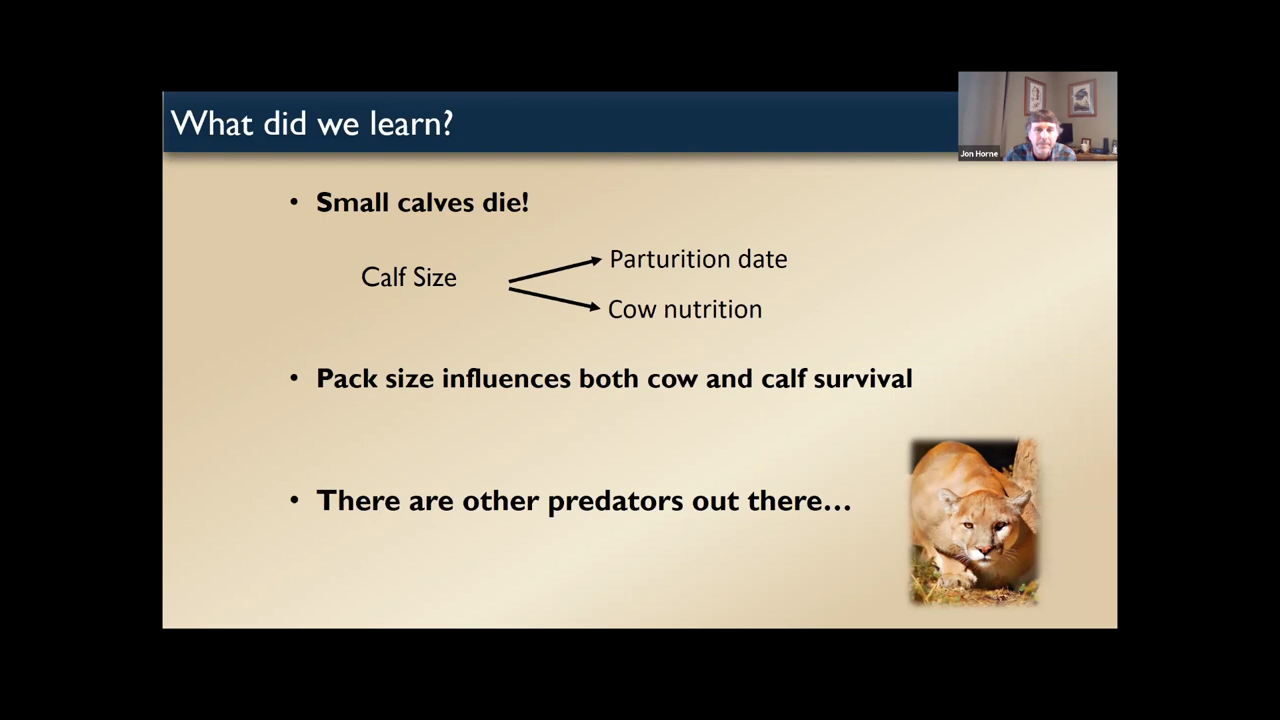 What did we learn?
Jon Horne
• Small calves die!
Calf Size
Parturition date
Cow nutrition
• Pack size influences both cow and calf survival
• There are other predators out there…